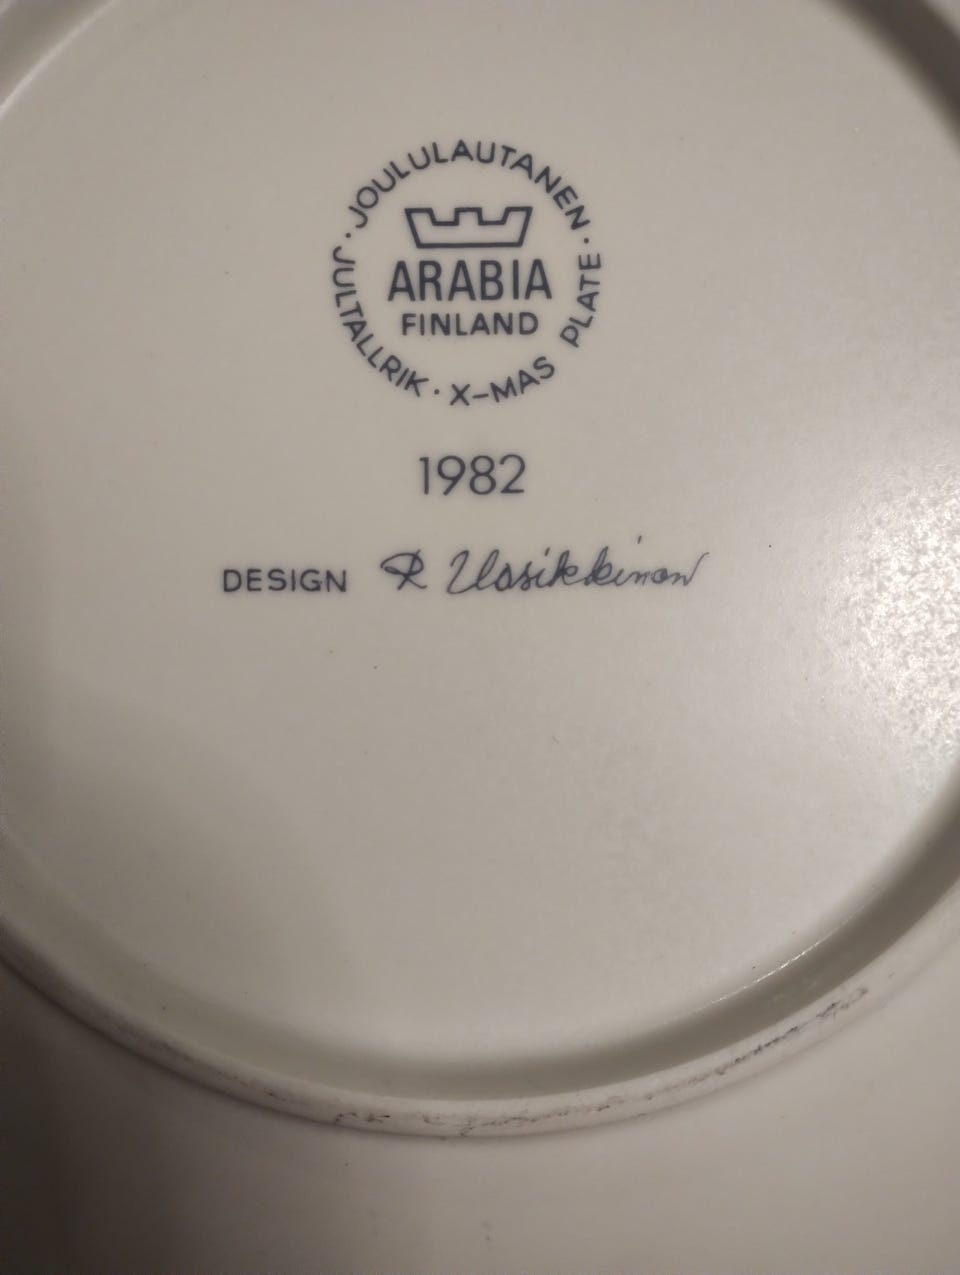 JOULULAUTANEN · X-MAS PLATE · JULTALLRIK ·
ARABIA
FINLAND
1982
DESIGN R Uosikkinen